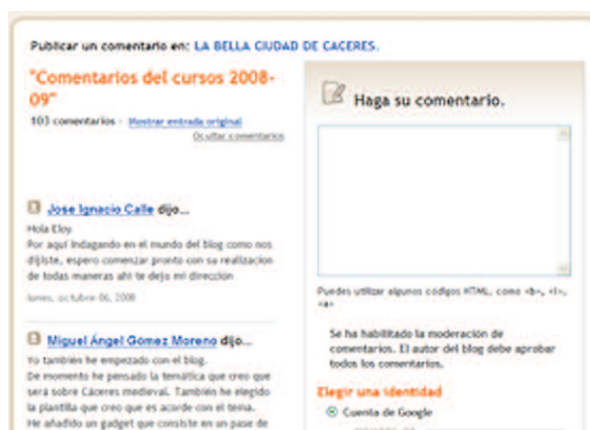 Publicar un comentario en: LA BELLA CIUDAD DE CACERES.
"Comentarios del cursos 2008-
09"
103 comentarios - Mostrar entrada original
Ocultar comentarios
Jose Ignacio Calle dijo...
Hola Eloy
Por aqui indagando en el mundo del blog como nos
dijiste, espero comenzar pronto con su realizacion
de todas maneras ahi te dejo mi dirección
lunes, octubre 06, 2008
Miguel Ángel Gómez Moreno dijo...
Yo también he empezado con el blog.
De momento he pensado la temática que creo que
será sobre Cáceres medieval. También he elegido
la plantilla que creo que es acorde con el tema.
He añadido un gadget que consiste en un pase de
Haga su comentario.
Puedes utilizar algunos códigos HTML, como <b>, <i>,
<a>
Se ha habilitado la moderación de
comentarios. El autor del blog debe aprobar
todos los comentarios.
Elegir una identidad
Cuenta de Google